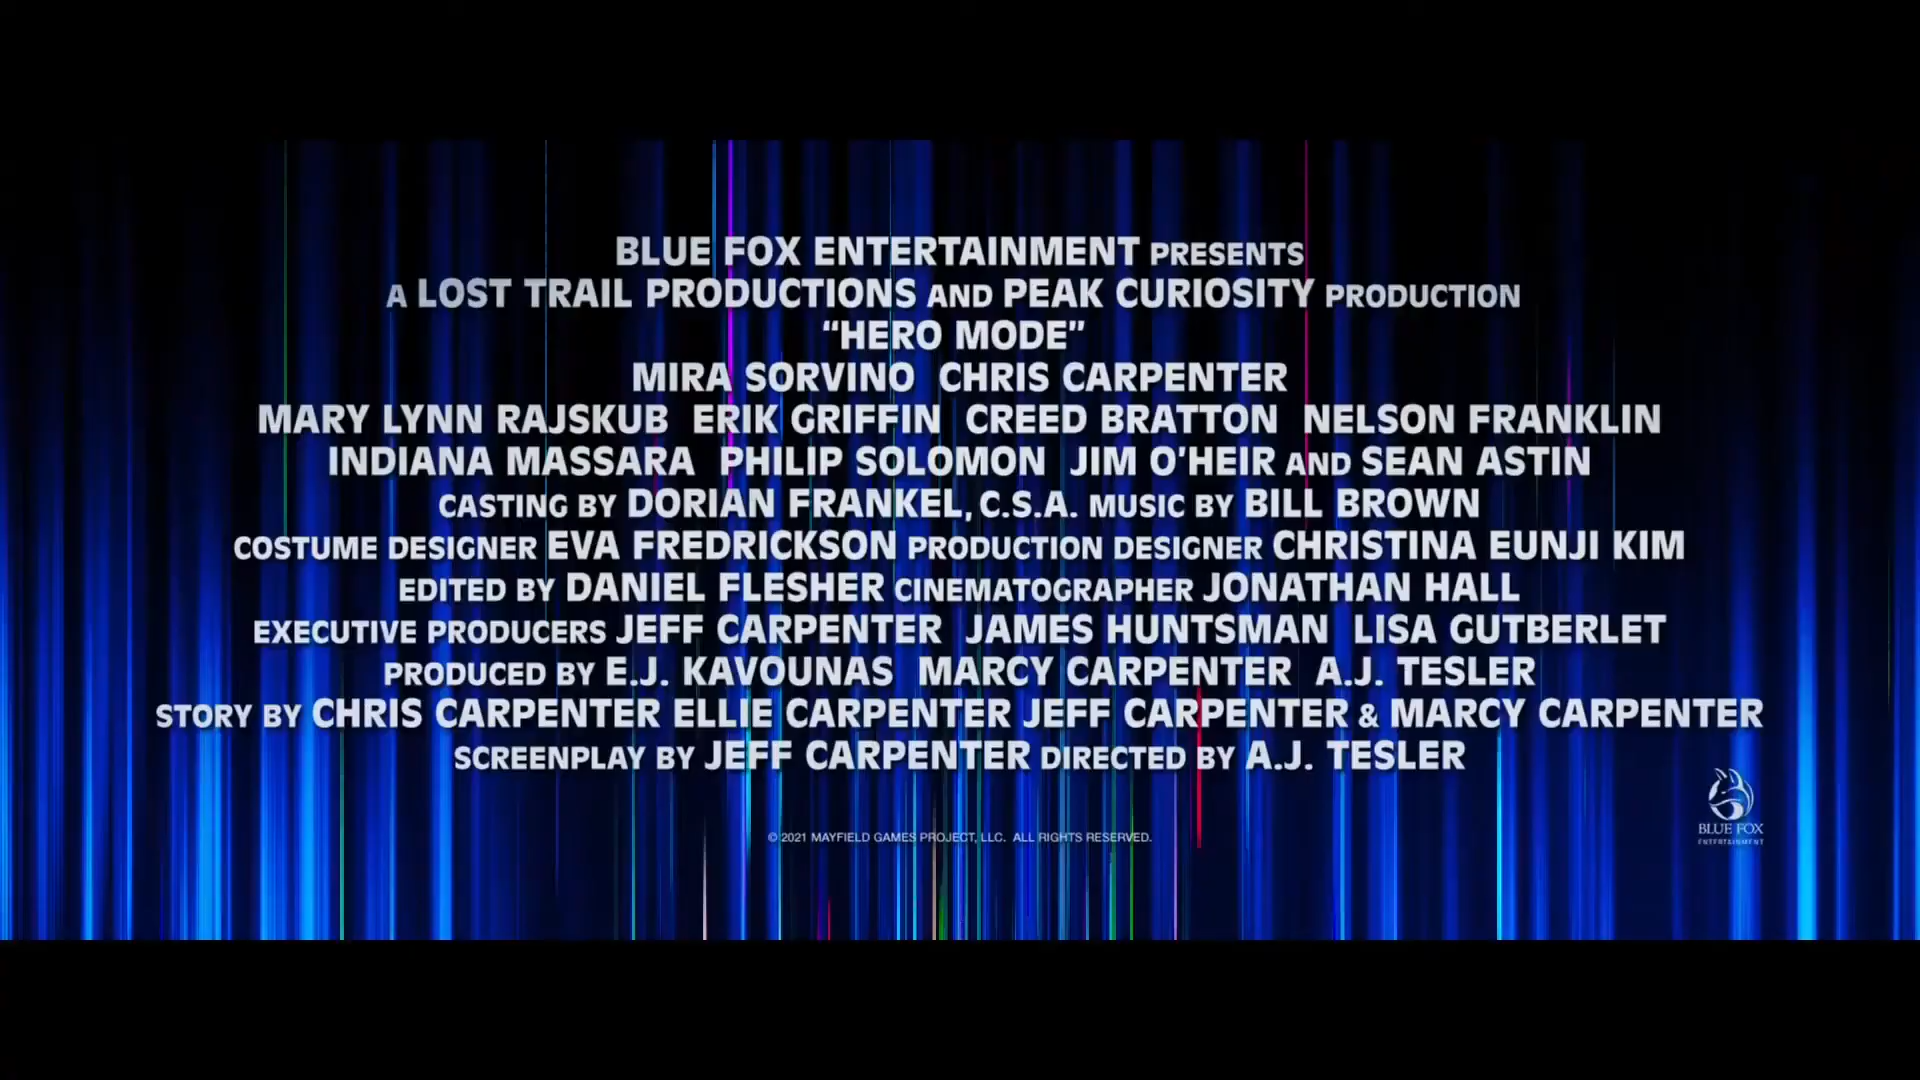 BLUE FOX ENTERTAINMENT PRESENTS
A LOST TRAIL PRODUCTIONS AND PEAK CURIOSITY PRODUCTION
“HERO MODE”
MIRA SORVINO CHRIS CARPENTER
MARY LYNN RAJSKUB ERIK GRIFFIN CREED BRATTON NELSON FRANKLIN
INDIANA MASSARA PHILIP SOLOMON JIM O'HEIR AND SEAN ASTIN
CASTING BY DORIAN FRANKEL, C.S.A. MUSIC BY BILL BROWN
COSTUME DESIGNER EVA FREDRICKSON PRODUCTION DESIGNER CHRISTINA EUNJI KIM
EDITED BY DANIEL FLESHER CINEMATOGRAPHER JONATHAN HALL
EXECUTIVE PRODUCERS JEFF CARPENTER JAMES HUNTSMAN LISA GUTBERLET
PRODUCED BY E.J. KAVOUNAS MARCY CARPENTER A.J. TESLER
STORY BY CHRIS CARPENTER ELLIE CARPENTER JEFF CARPENTER & MARCY CARPENTER
SCREENPLAY BY JEFF CARPENTER DIRECTED BY A.J. TESLER
© 2021 MAYFIELD GAMES PROJECT, LLC. ALL RIGHTS RESERVED.
BLUE FOX
ENTERTAINMENT